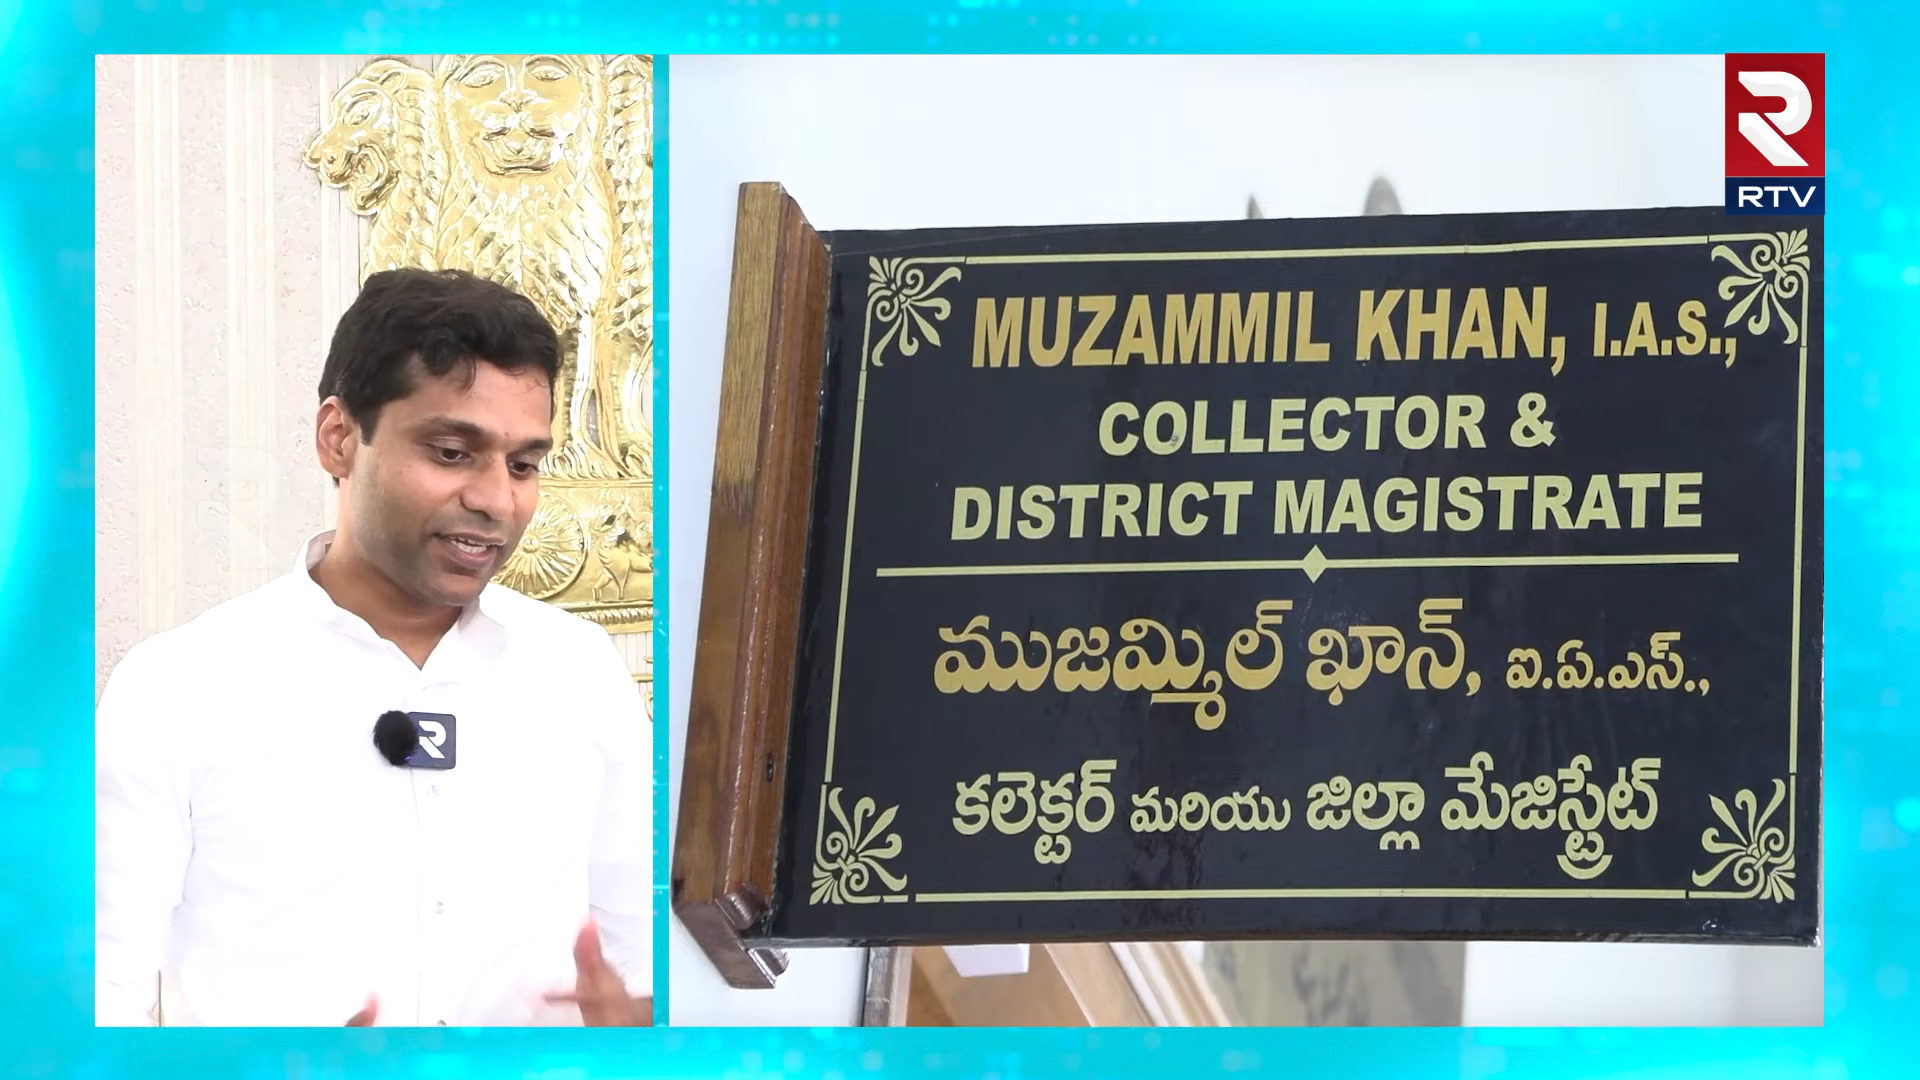 RTV
MUZAMMIL KHAN, I.A.S.,
COLLECTOR &
DISTRICT MAGISTRATE
ముజమ్మిల్ ఖాన్, ఐ.ఏ.ఎస్.,
కలెక్టర్ మరియు జిల్లా మేజిస్ట్రేట్